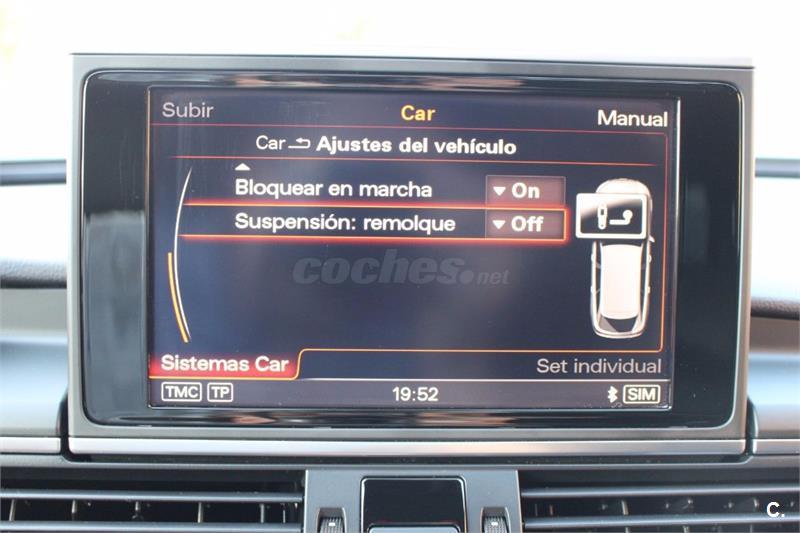 Subir Car Manual
Car Ajustes del vehículo
Bloquear en marcha On
Suspensión: remolque Off
coches.net
Sistemas Car Set individual
TMC TP 19:52 SIM
C.